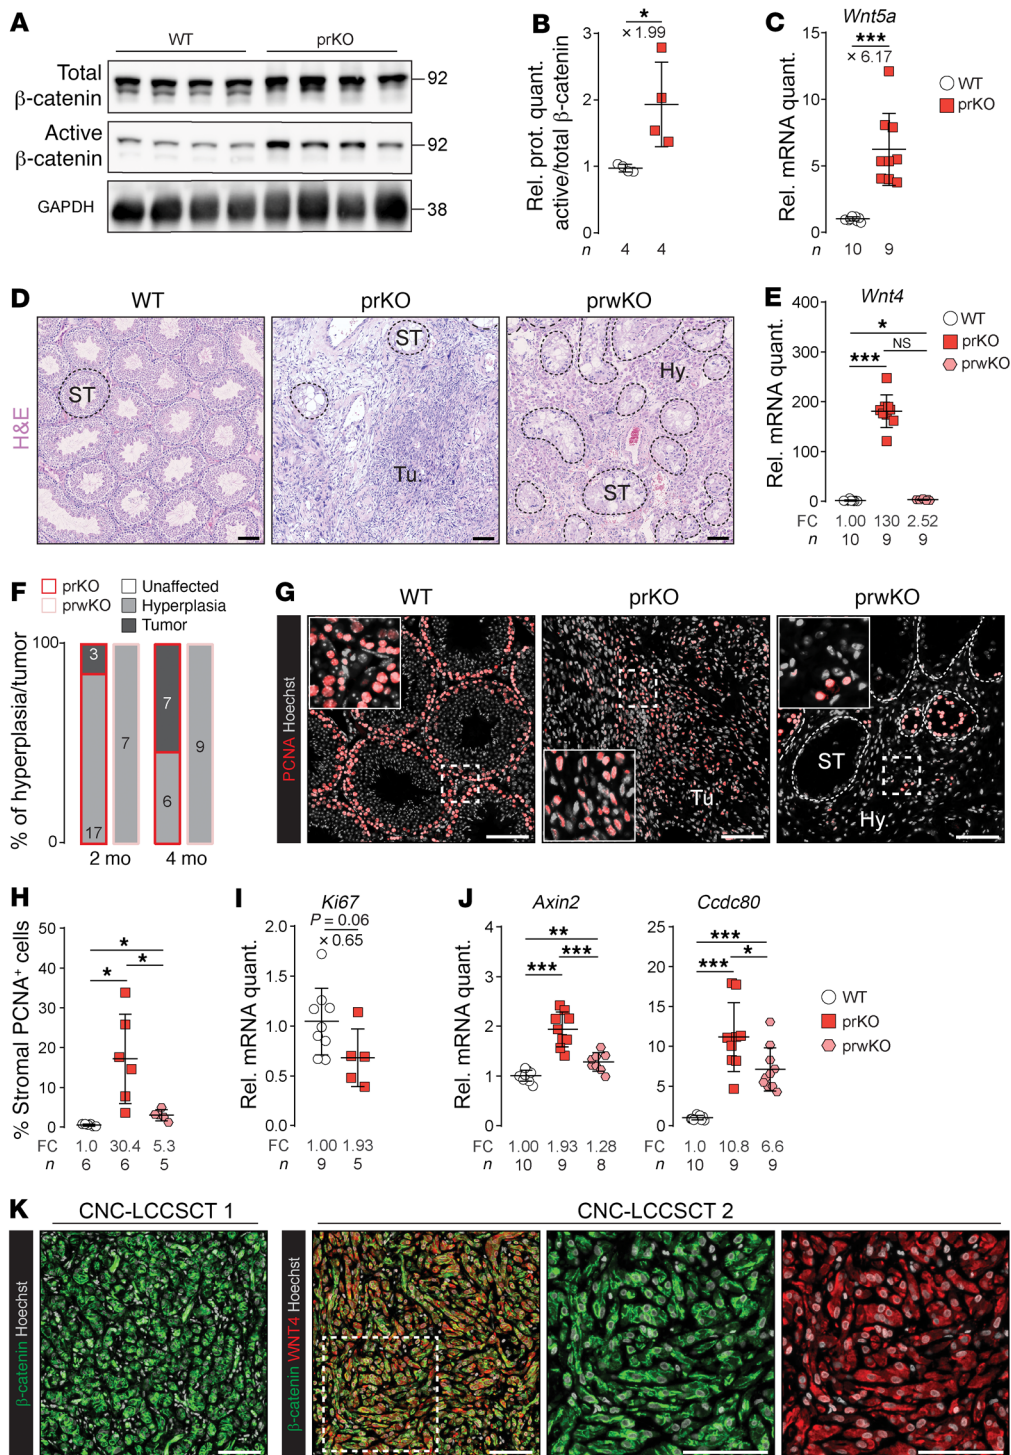 A
WT
prKO
Total
β-catenin
92
Active
β-catenin
92
GAPDH
38
B
*
× 1.99
Rel. prot. quant.
active/total β-catenin
3
2
1
0
n
4
4
C
Wnt5a
***
× 6.17
Rel. mRNA quant.
15
10
5
0
n
10
9
WT
prKO
D
WT
prKO
prwKO
H&E
ST
ST
Tu.
Hy.
ST
E
Wnt4
*
NS
***
Rel. mRNA quant.
400
300
200
100
0
FC
1.00
130
2.52
n
10
9
9
WT
prKO
prwKO
F
prKO
prwKO
Unaffected
Hyperplasia
Tumor
% of hyperplasia/tumor
100
0
3
17
7
7
6
9
2 mo
4 mo
G
WT
prKO
prwKO
PCNA Hoechst
Tu
ST
Hy.
H
% Stromal PCNA+ cells
50
40
30
20
10
0
*
*
*
FC
1.0
30.4
5.3
n
6
6
5
I
Ki67
P = 0.06
× 0.65
Rel. mRNA quant.
2.0
1.5
1.0
0.5
0.0
FC
1.00
1.93
n
9
5
J
Axin2
**
***
***
Rel. mRNA quant.
4
3
2
1
0
FC
1.00
1.93
1.28
n
10
9
8
Ccdc80
***
*
***
25
20
15
10
5
0
1.0
10.8
6.6
10
9
9
WT
prKO
prwKO
K
CNC-LCCSCT 1
CNC-LCCSCT 2
β-catenin Hoechst
β-catenin WNT4 Hoechst